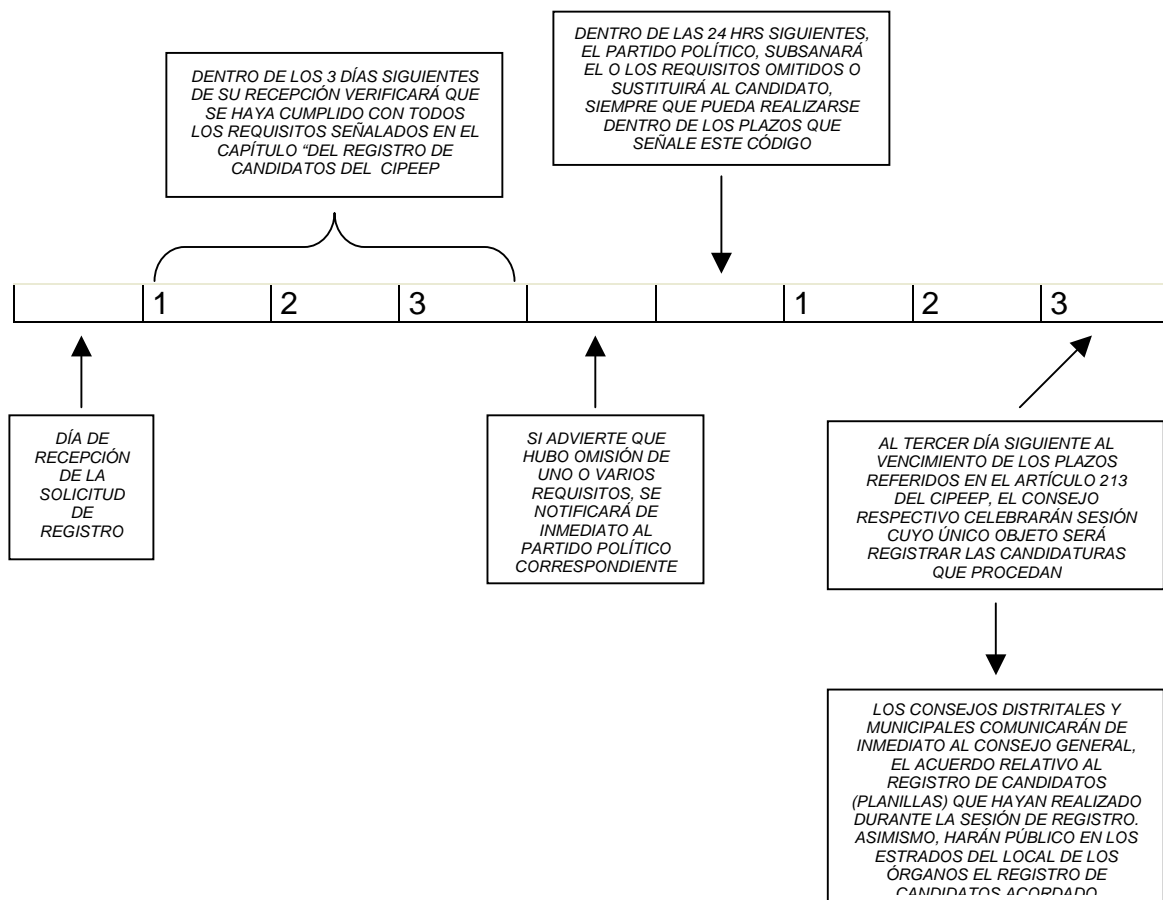 DENTRO DE LOS 3 DÍAS SIGUIENTES
DE SU RECEPCIÓN VERIFICARÁ QUE
SE HAYA CUMPLIDO CON TODOS
LOS REQUISITOS SEÑALADOS EN EL
CAPÍTULO “DEL REGISTRO DE
CANDIDATOS DEL CIPEEP
DENTRO DE LAS 24 HRS SIGUIENTES,
EL PARTIDO POLÍTICO, SUBSANARÁ
EL O LOS REQUISITOS OMITIDOS O
SUSTITUIRÁ AL CANDIDATO,
SIEMPRE QUE PUEDA REALIZARSE
DENTRO DE LOS PLAZOS QUE
SEÑALE ESTE CÓDIGO
1 2 3 1 2 3
DÍA DE
RECEPCIÓN
DE LA
SOLICITUD
DE
REGISTRO
SI ADVIERTE QUE
HUBO OMISIÓN DE
UNO O VARIOS
REQUISITOS, SE
NOTIFICARÁ DE
INMEDIATO AL
PARTIDO POLÍTICO
CORRESPONDIENTE
AL TERCER DÍA SIGUIENTE AL
VENCIMIENTO DE LOS PLAZOS
REFERIDOS EN EL ARTÍCULO 213
DEL CIPEEP, EL CONSEJO
RESPECTIVO CELEBRARÁN SESIÓN
CUYO ÚNICO OBJETO SERÁ
REGISTRAR LAS CANDIDATURAS
QUE PROCEDAN
LOS CONSEJOS DISTRITALES Y
MUNICIPALES COMUNICARÁN DE
INMEDIATO AL CONSEJO GENERAL,
EL ACUERDO RELATIVO AL
REGISTRO DE CANDIDATOS
(PLANILLAS) QUE HAYAN REALIZADO
DURANTE LA SESIÓN DE REGISTRO.
ASIMISMO, HARÁN PÚBLICO EN LOS
ESTRADOS DEL LOCAL DE LOS
ÓRGANOS EL REGISTRO DE
CANDIDATOS ACORDADO